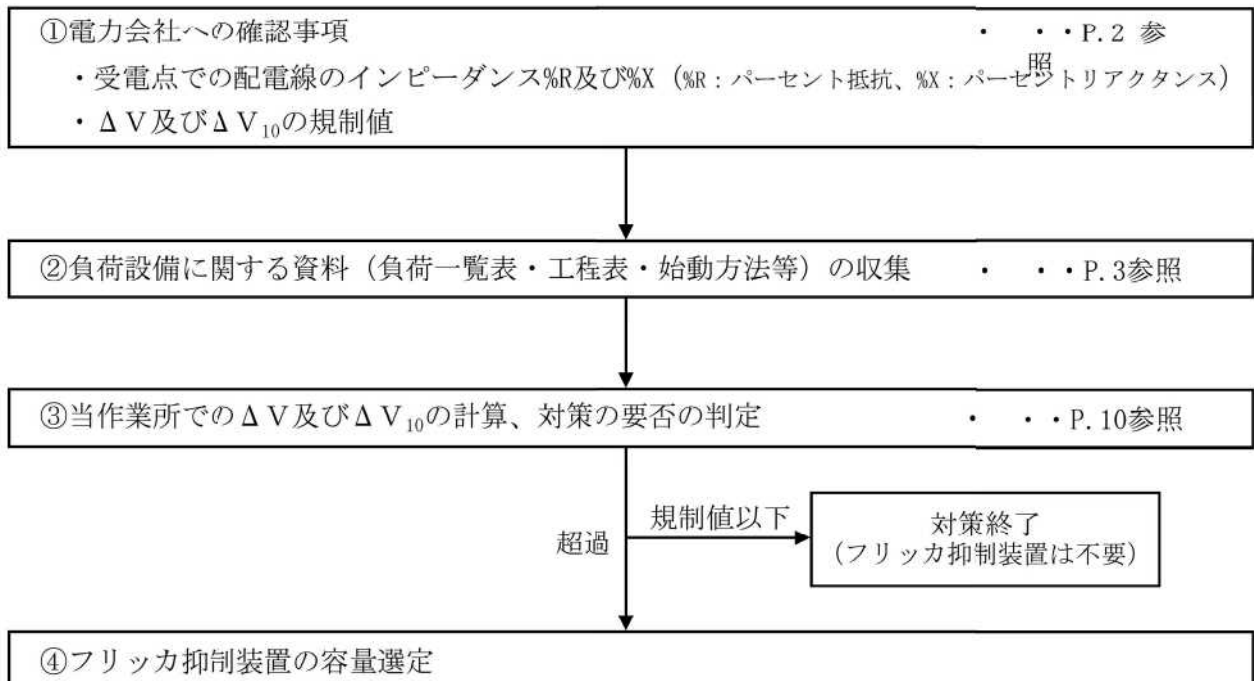 ①電力会社への確認事項 ・ ・・P.2 参照
・受電点での配電線のインピーダンス%R及び%X（%R：パーセント抵抗、%X：パーセントリアクタンス）
・ΔV及びΔV₁₀の規制値
②負荷設備に関する資料（負荷一覧表・工程表・始動方法等）の収集 ・ ・・P.3参照
③当作業所でのΔV及びΔV₁₀の計算、対策の要否の判定 ・ ・・P.10参照
規制値以下
超過
対策終了
（フリッカ抑制装置は不要）
④フリッカ抑制装置の容量選定